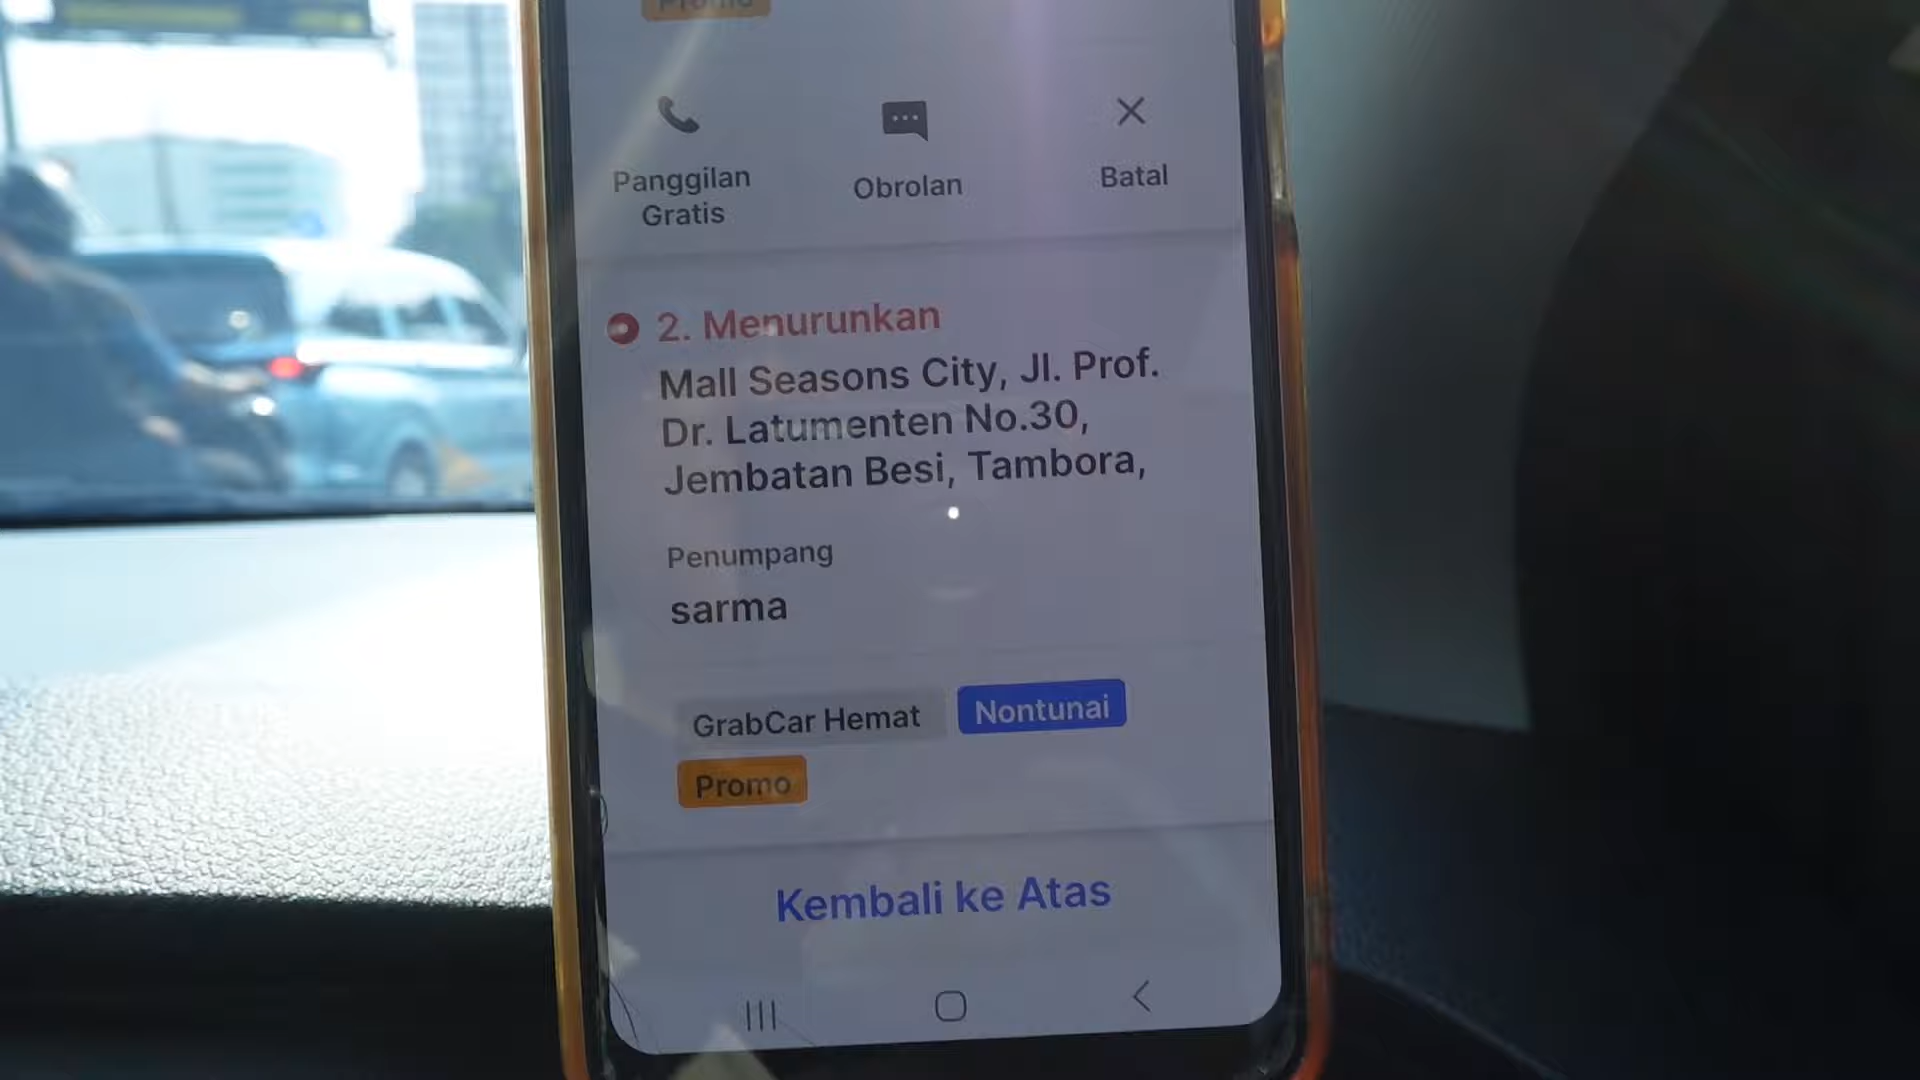 Promo
Panggilan
Gratis
Obrolan
Batal
2. Menurunkan
Mall Seasons City, Jl. Prof.
Dr. Latumenten No.30,
Jembatan Besi, Tambora,
Penumpang
sarma
GrabCar Hemat
Nontunai
Promo
Kembali ke Atas